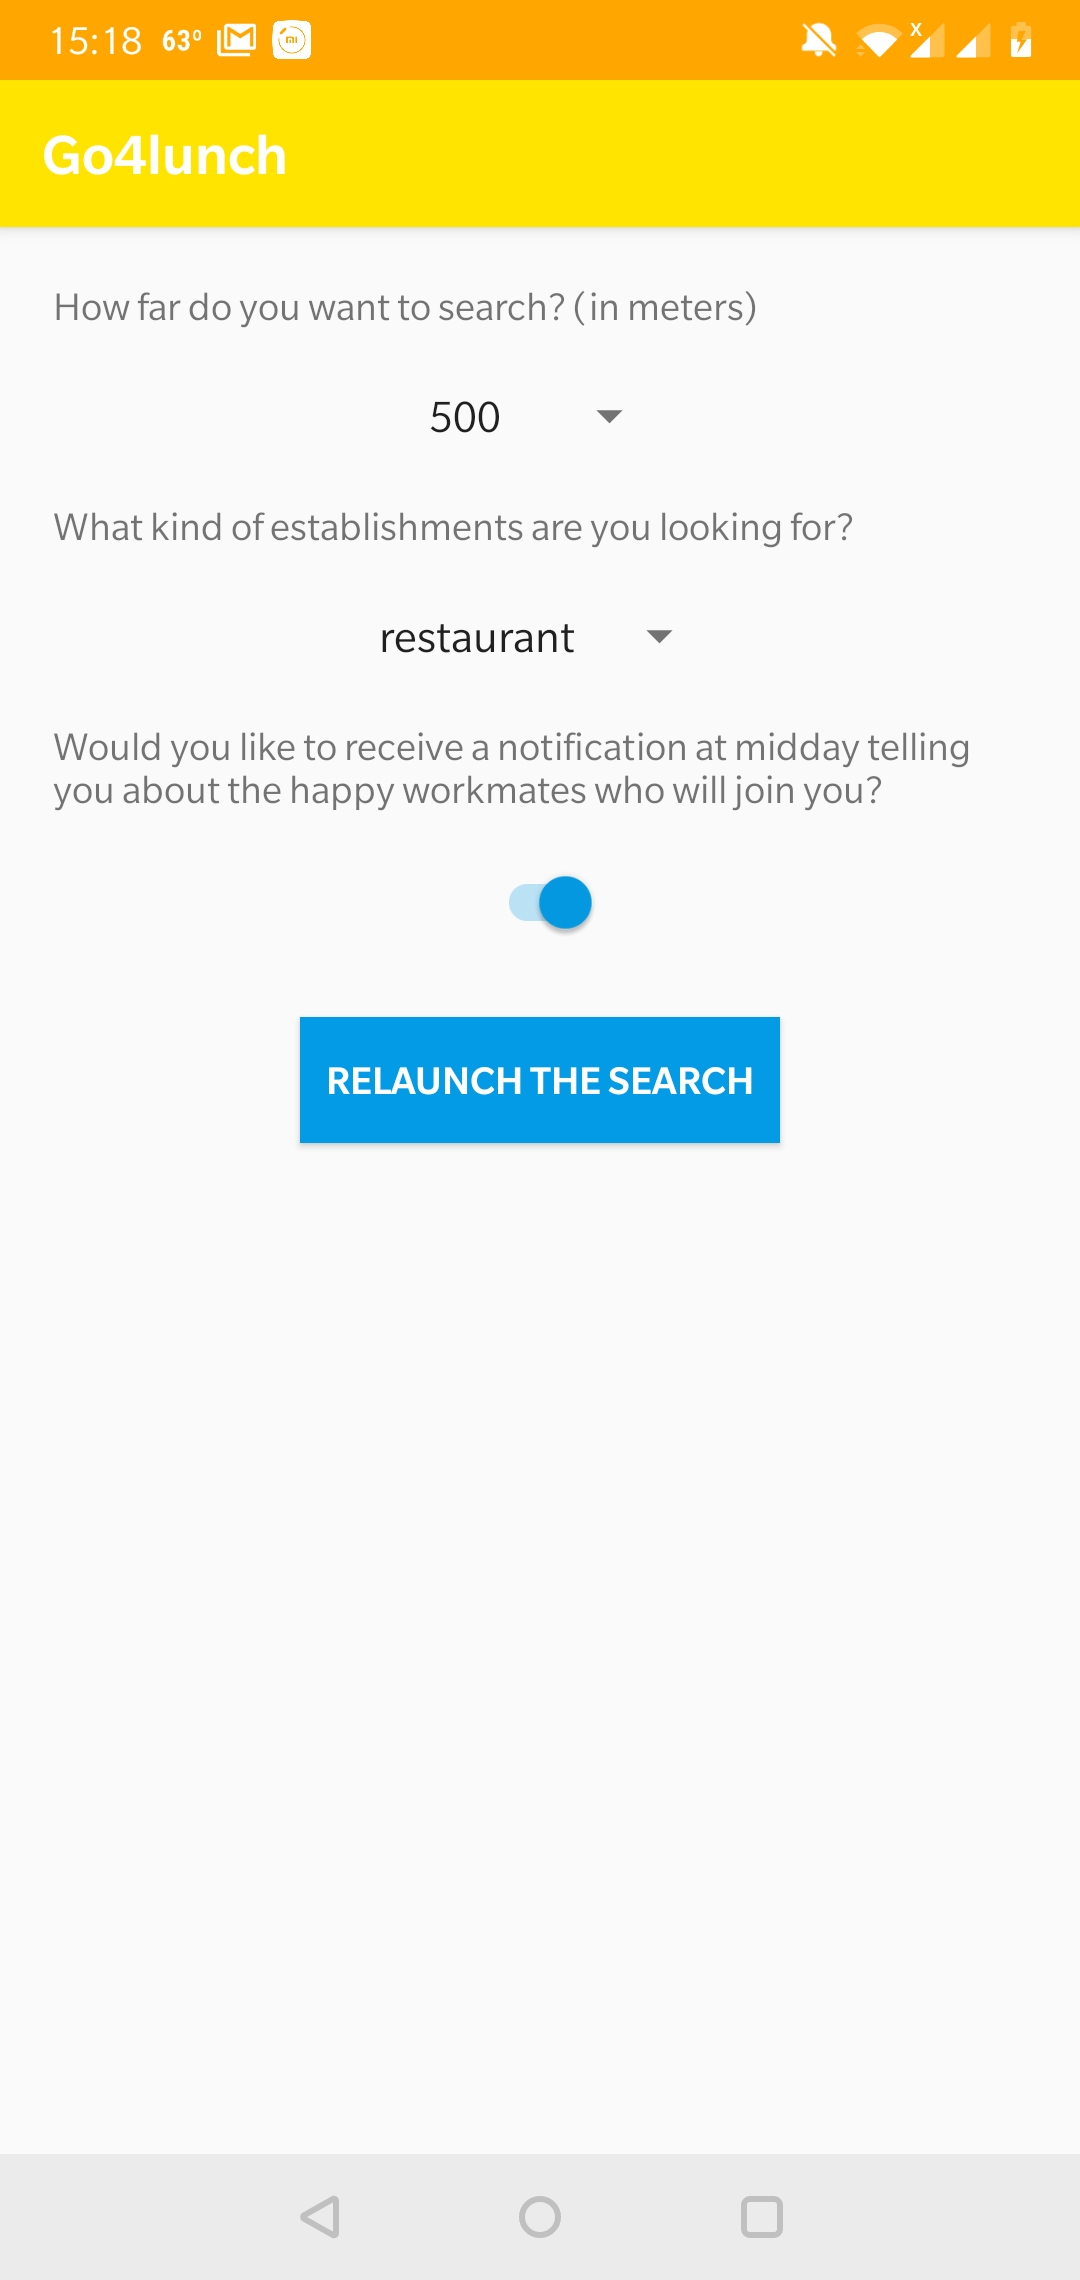 15:18 63°
Go4lunch
How far do you want to search? (in meters)
500
What kind of establishments are you looking for?
restaurant
Would you like to receive a notification at midday telling
you about the happy workmates who will join you?
RELAUNCH THE SEARCH